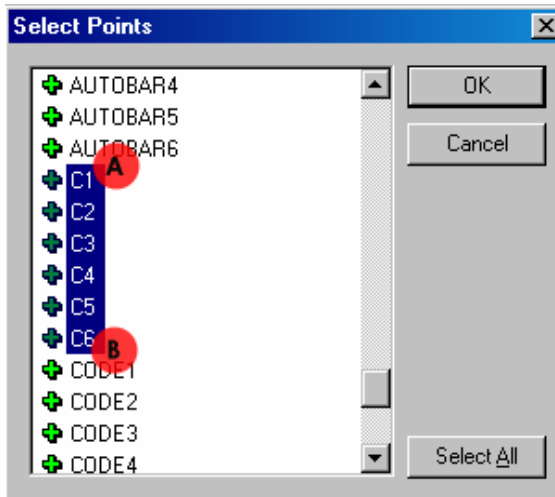 Select Points
AUTOBAR4
AUTOBAR5
AUTOBAR6
A
C1
C2
C3
C4
C5
C6
B
CODE1
CODE2
CODE3
CODE4
OK
Cancel
Select All